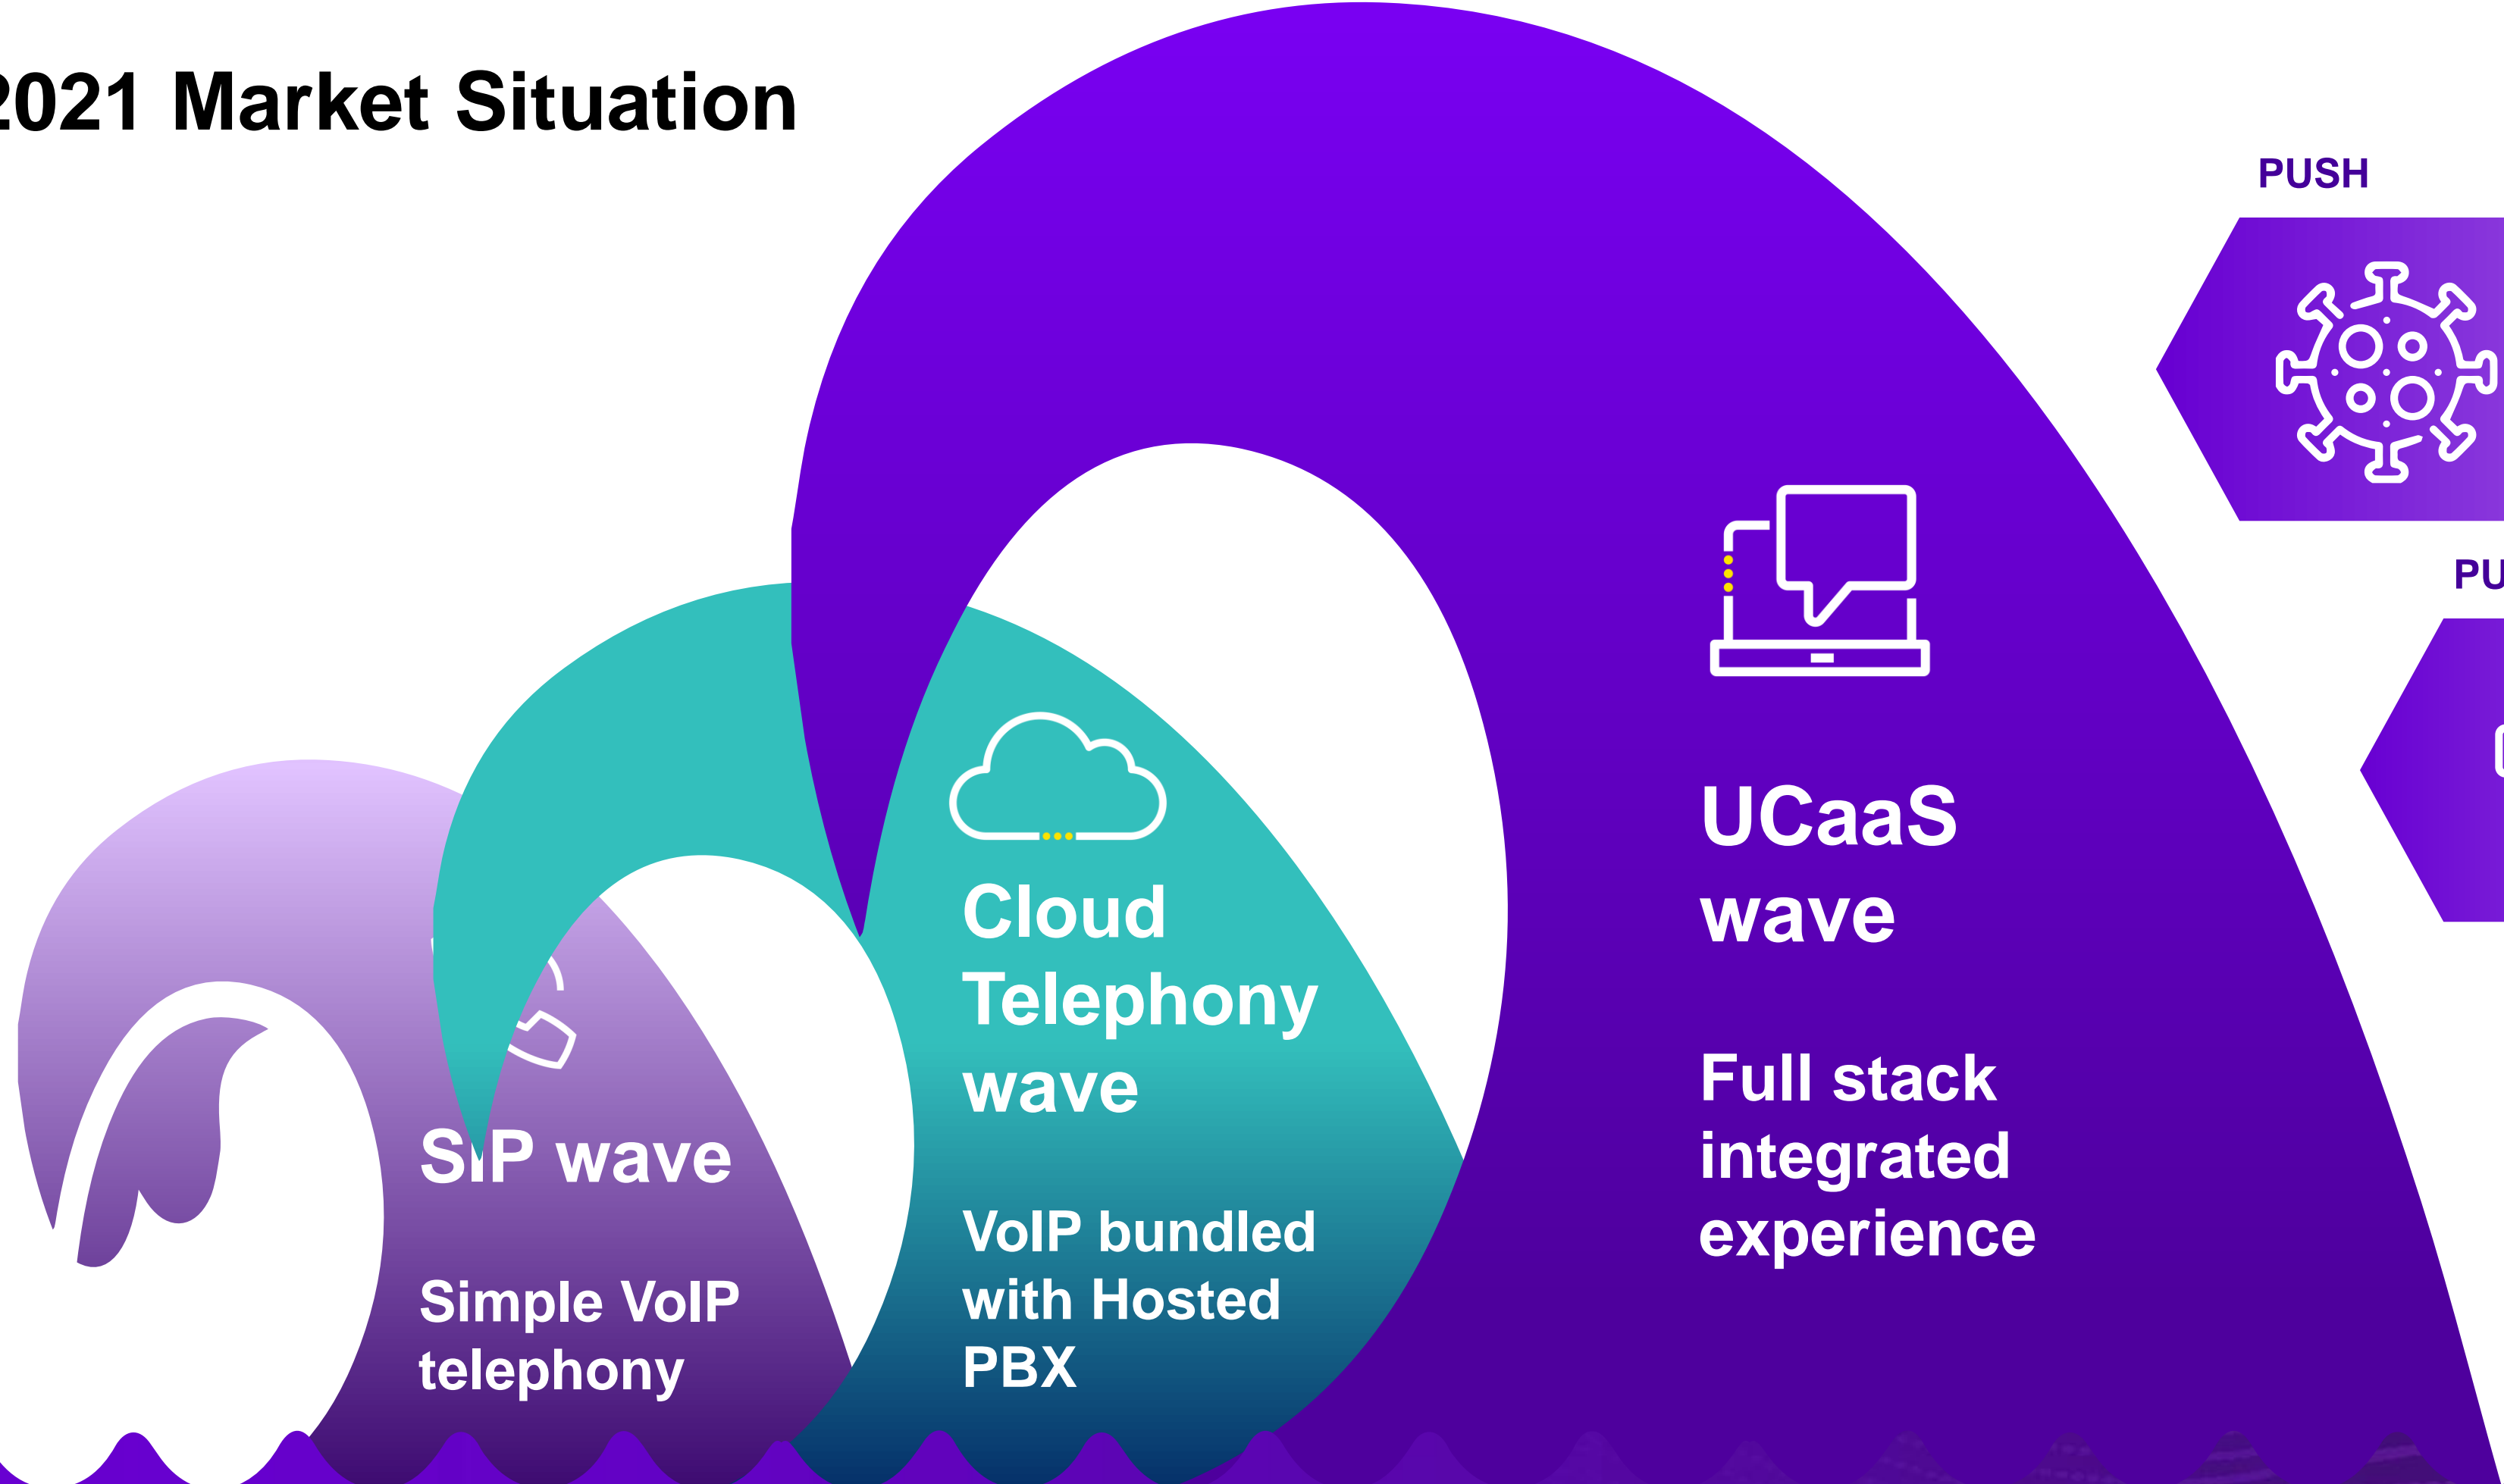 2021 Market Situation
PUSH
PU
UCaaS
wave
Full stack
integrated
experience
Cloud
Telephony
wave
VoIP bundled
with Hosted
PBX
SIP wave
Simple VoIP
telephony